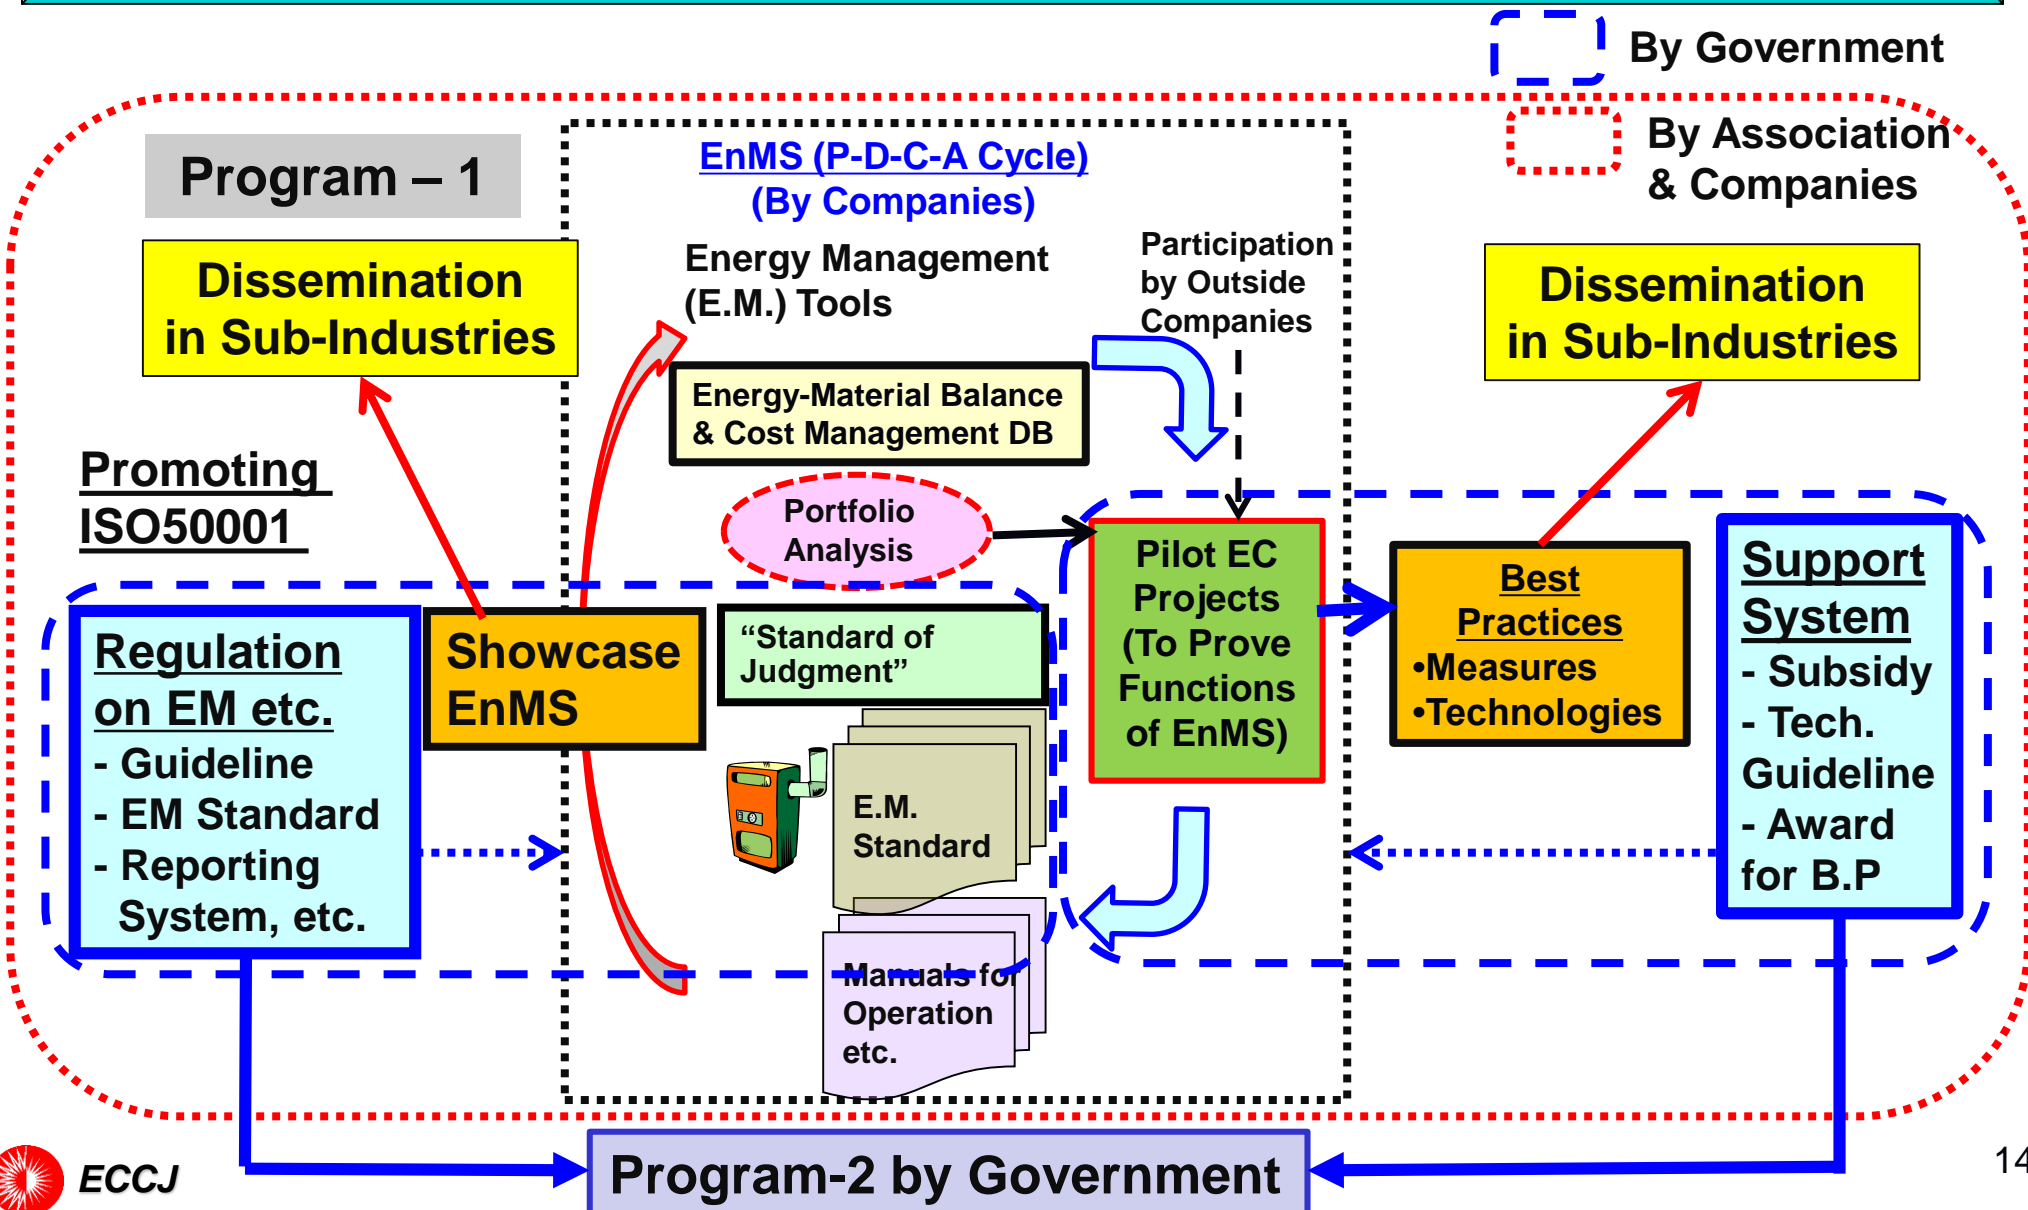 By Government
By Association
& Companies
Program – 1
EnMS (P-D-C-A Cycle)
(By Companies)
Energy Management
(E.M.) Tools
Participation
by Outside
Companies
Dissemination
in Sub-Industries
Dissemination
in Sub-Industries
Energy-Material Balance
& Cost Management DB
Promoting
ISO50001
Portfolio
Analysis
Pilot EC
Projects
(To Prove
Functions
of EnMS)
Best
Practices
•Measures
•Technologies
Support
System
- Subsidy
- Tech.
Guideline
- Award
for B.P
Regulation
on EM etc.
- Guideline
- EM Standard
- Reporting
System, etc.
Showcase
EnMS
“Standard of
Judgment”
E.M.
Standard
Manuals for
Operation
etc.
Program-2 by Government
ECCJ
14